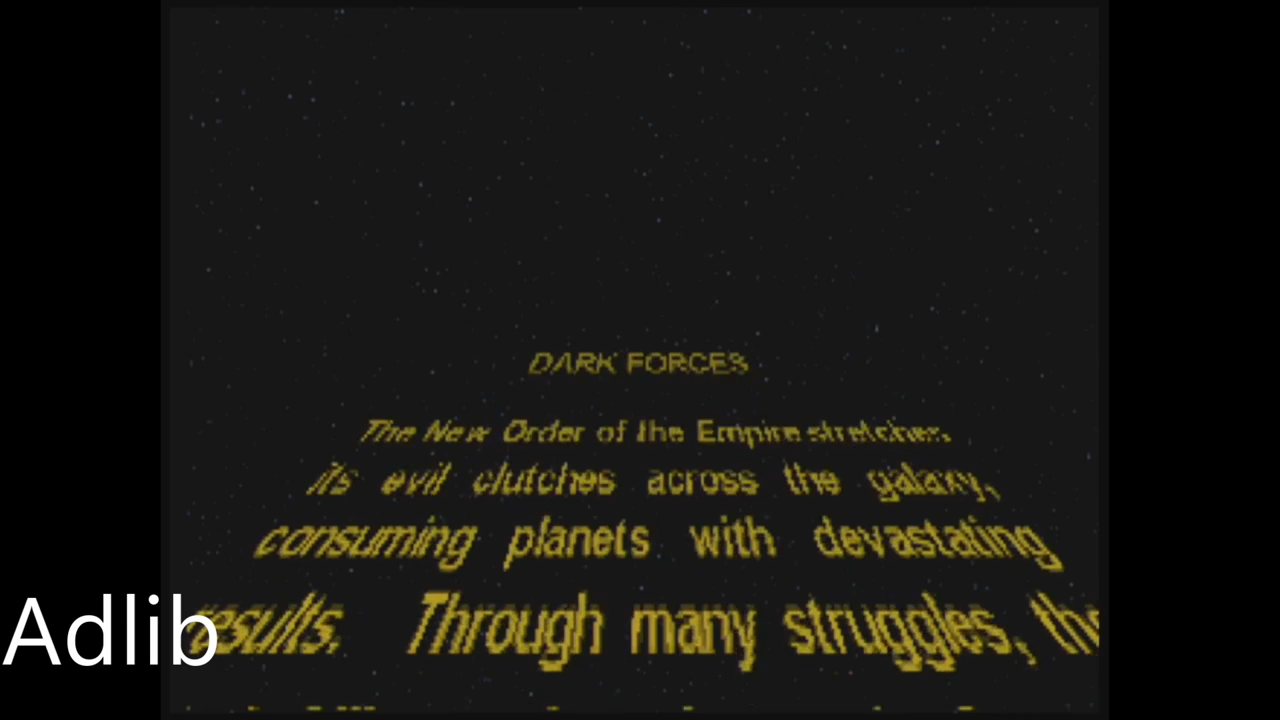 DARK FORCES
The New Order of the Empire stretches
its evil clutches across the galaxy,
consuming planets with devastating
results. Through many struggles, the
Adlib